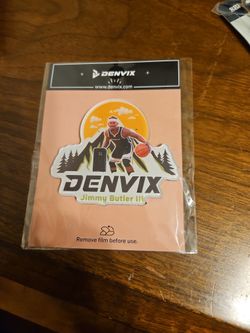 DENVIX
www.denvix.com
DENVIX
Jimmy Butler III
Remove film before use.